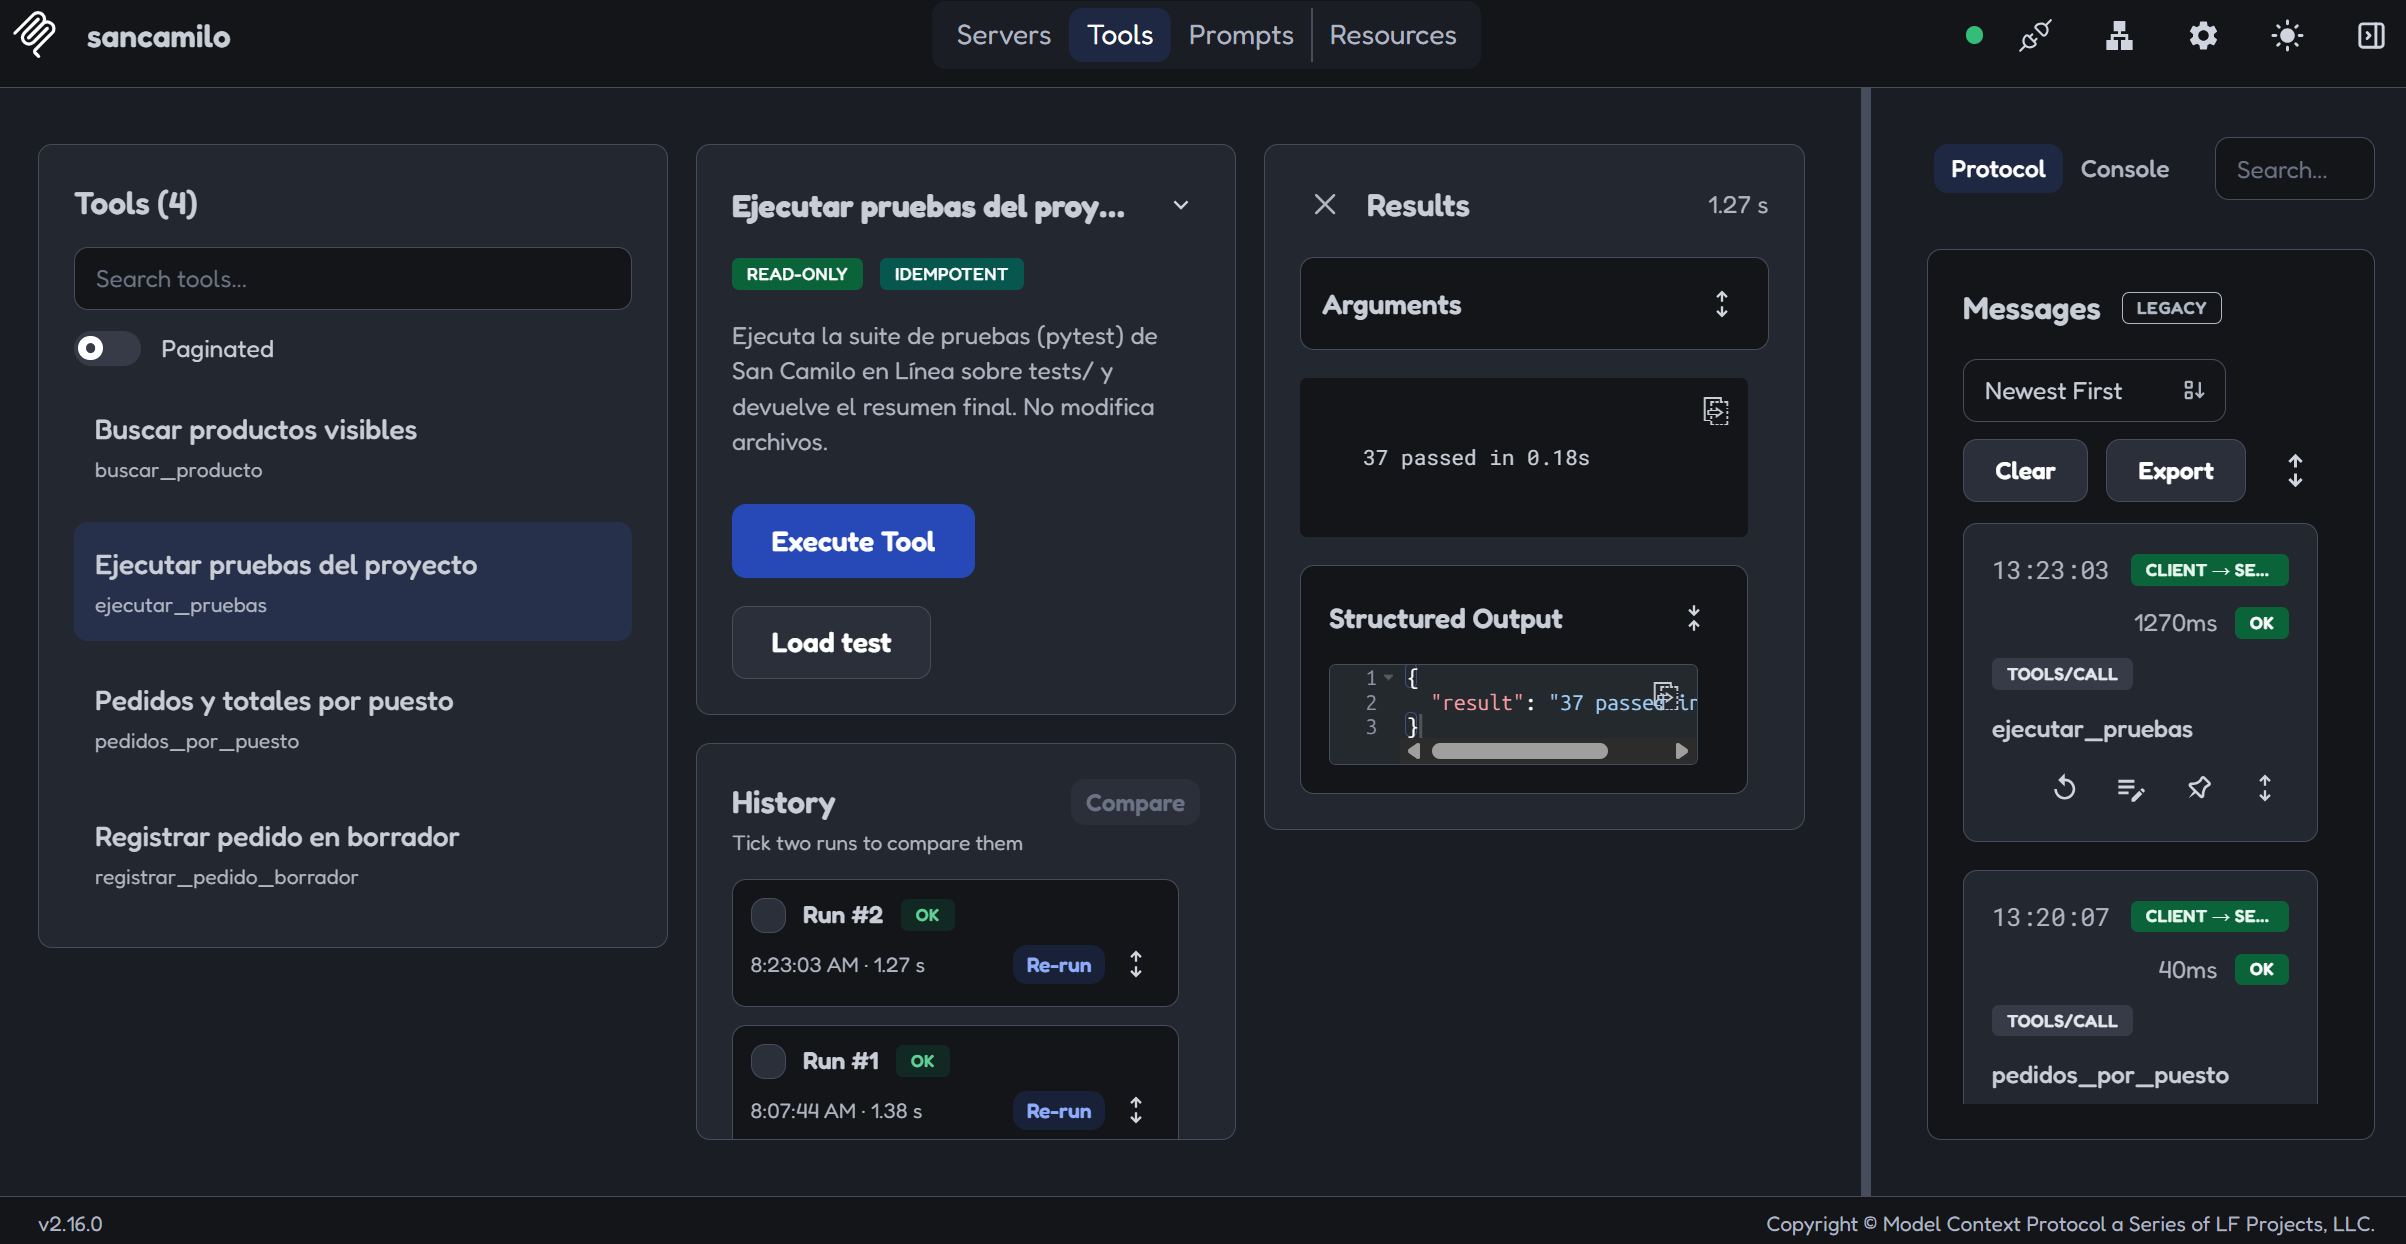 sancamilo
Servers
Tools
Prompts
Resources
Tools (4)
Search tools...
Paginated
Buscar productos visibles
buscar_producto
Ejecutar pruebas del proyecto
ejecutar_pruebas
Pedidos y totales por puesto
pedidos_por_puesto
Registrar pedido en borrador
registrar_pedido_borrador
Ejecutar pruebas del proy...
READ-ONLY
IDEMPOTENT
Ejecuta la suite de pruebas (pytest) de
San Camilo en Línea sobre tests/ y
devuelve el resumen final. No modifica
archivos.
Execute Tool
Load test
History
Compare
Tick two runs to compare them
Run #2
OK
8:23:03 AM · 1.27 s
Re-run
Run #1
OK
8:07:44 AM · 1.38 s
Re-run
Results
1.27 s
Arguments
37 passed in 0.18s
Structured Output
1 {
2 "result": "37 passed in
3 }
Protocol
Console
Search...
Messages
LEGACY
Newest First
Clear
Export
13:23:03
CLIENT → SE...
1270ms
OK
TOOLS/CALL
ejecutar_pruebas
13:20:07
CLIENT → SE...
40ms
OK
TOOLS/CALL
pedidos_por_puesto
v2.16.0
Copyright © Model Context Protocol a Series of LF Projects, LLC.